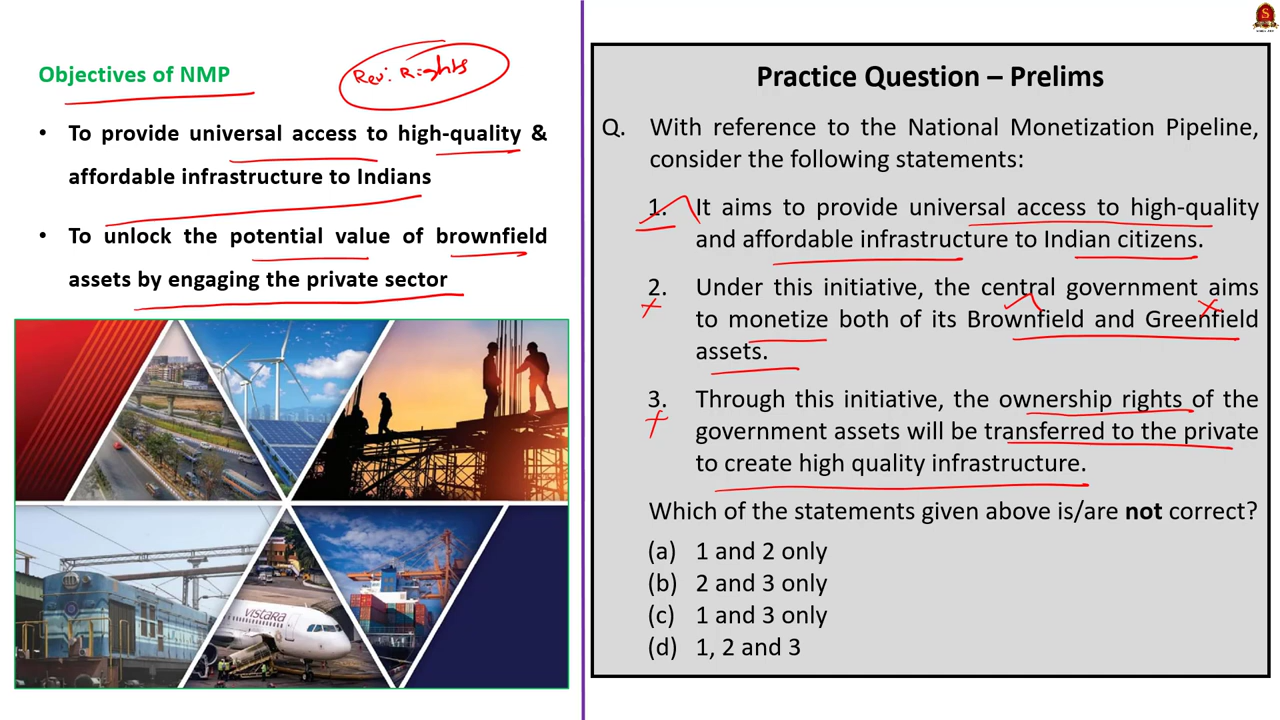 Objectives of NMP
Rev: Rights
• To provide universal access to high-quality &
affordable infrastructure to Indians
• To unlock the potential value of brownfield
assets by engaging the private sector
vistara
Practice Question – Prelims
Q. With reference to the National Monetization Pipeline,
consider the following statements:
1. It aims to provide universal access to high-quality
and affordable infrastructure to Indian citizens.
2. Under this initiative, the central government aims
to monetize both of its Brownfield and Greenfield
assets.
3. Through this initiative, the ownership rights of the
government assets will be transferred to the private
to create high quality infrastructure.
Which of the statements given above is/are not correct?
(a) 1 and 2 only
(b) 2 and 3 only
(c) 1 and 3 only
(d) 1, 2 and 3